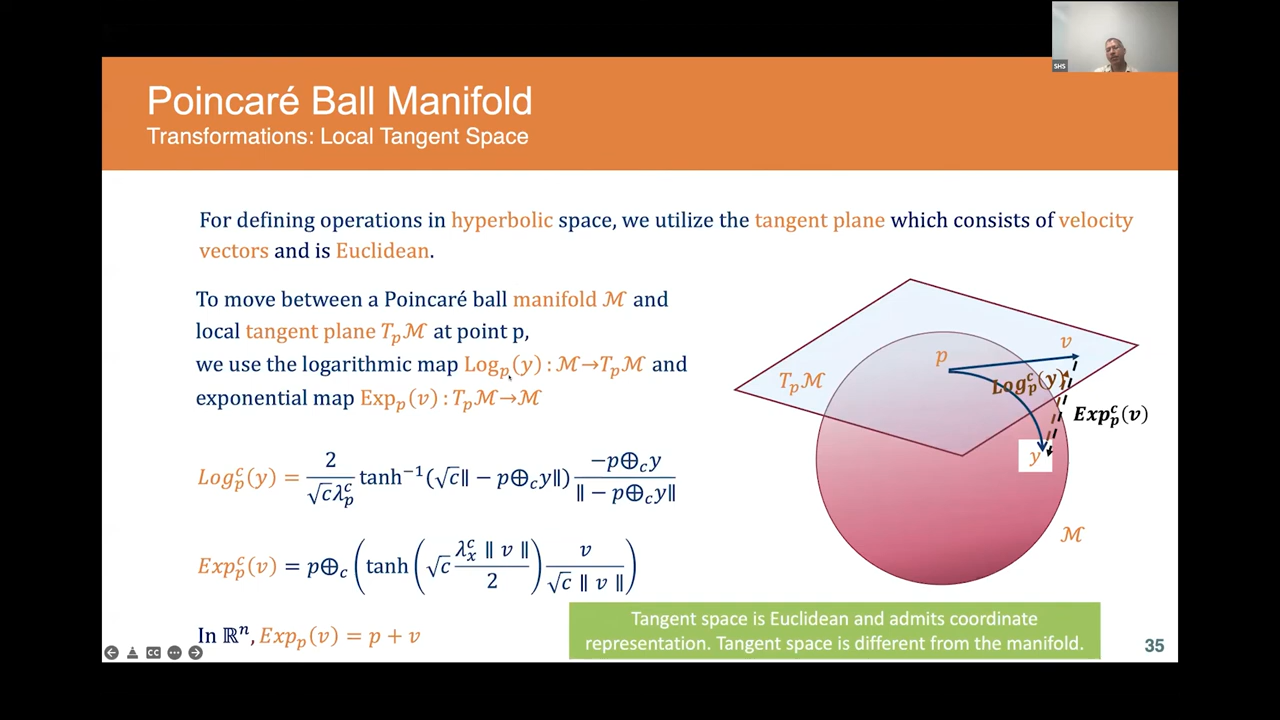 SHS
Poincaré Ball Manifold
Transformations: Local Tangent Space
For defining operations in hyperbolic space, we utilize the tangent plane which consists of velocity
vectors and is Euclidean.
To move between a Poincaré ball manifold ℳ and
local tangent plane T_pℳ at point p,
we use the logarithmic map Log_p(y) : ℳ→T_pℳ and
exponential map Exp_p(v) : T_pℳ→ℳ
Log_p^c(y) = 2/(√c λ_p^c) tanh⁻¹(√c‖ − p⊕_c y‖) (−p⊕_c y)/(‖ − p⊕_c y‖)
Exp_p^c(v) = p⊕_c (tanh (√c (λ_x^c ‖ v ‖)/2) v/(√c ‖ v ‖))
In ℝⁿ, Exp_p(v) = p + v
p
v
T_pℳ
Log_p^c(y)
Exp_p^c(v)
y
ℳ
Tangent space is Euclidean and admits coordinate
representation. Tangent space is different from the manifold.
CC
35